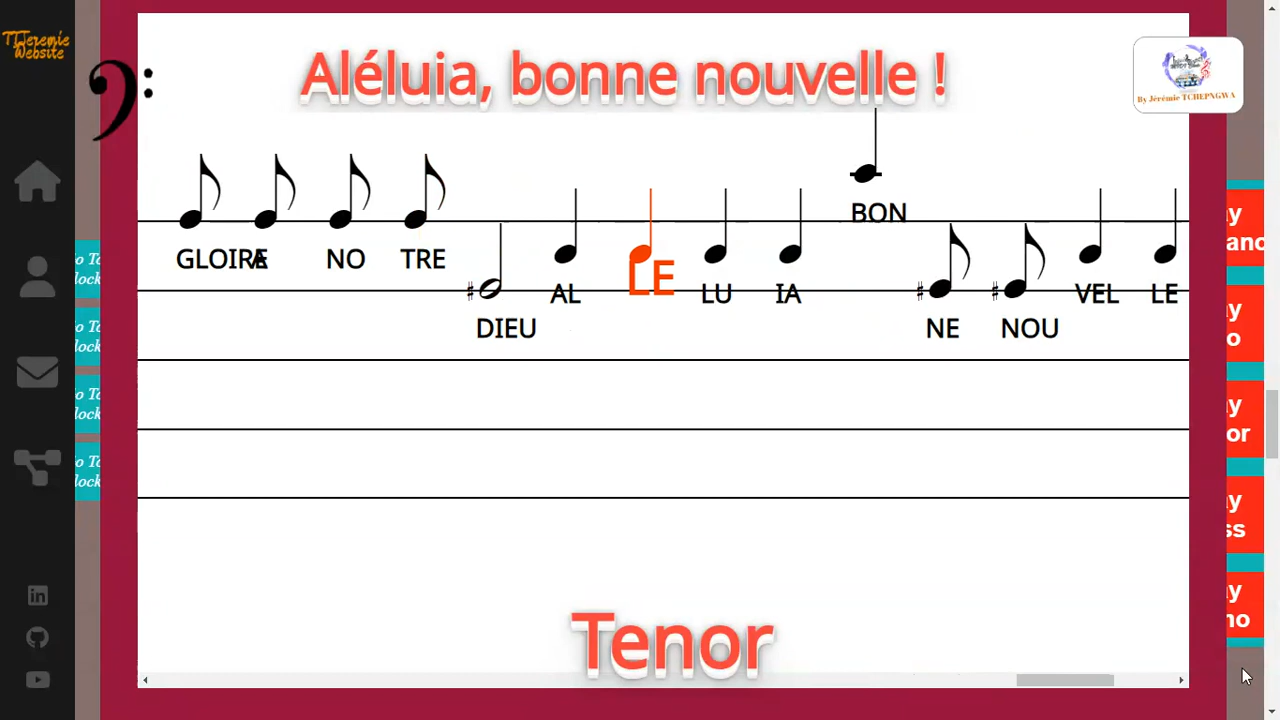 TTJeremie
Website
Aléluia, bonne nouvelle !
By Jérémie TCHEPNGWA
BON
GLOIRE A NO TRE
AL LE LU IA VEL LE
DIEU NE NOU
Tenor